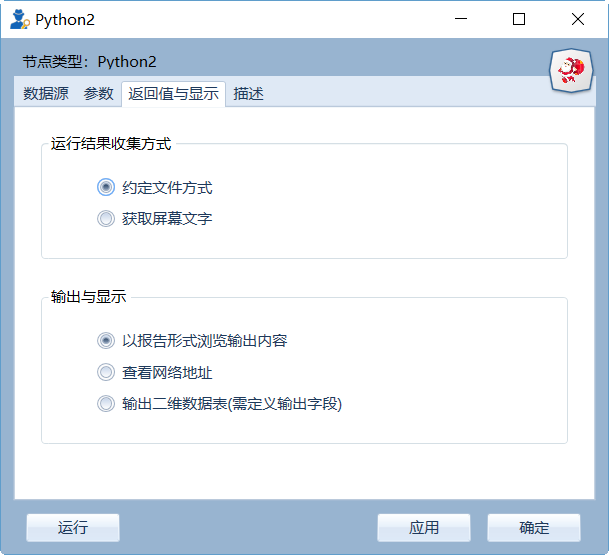 Python2
节点类型：Python2
数据源 参数 返回值与显示 描述
运行结果收集方式
约定文件方式
获取屏幕文字
输出与显示
以报告形式浏览输出内容
查看网络地址
输出二维数据表(需定义输出字段)
运行 应用 确定